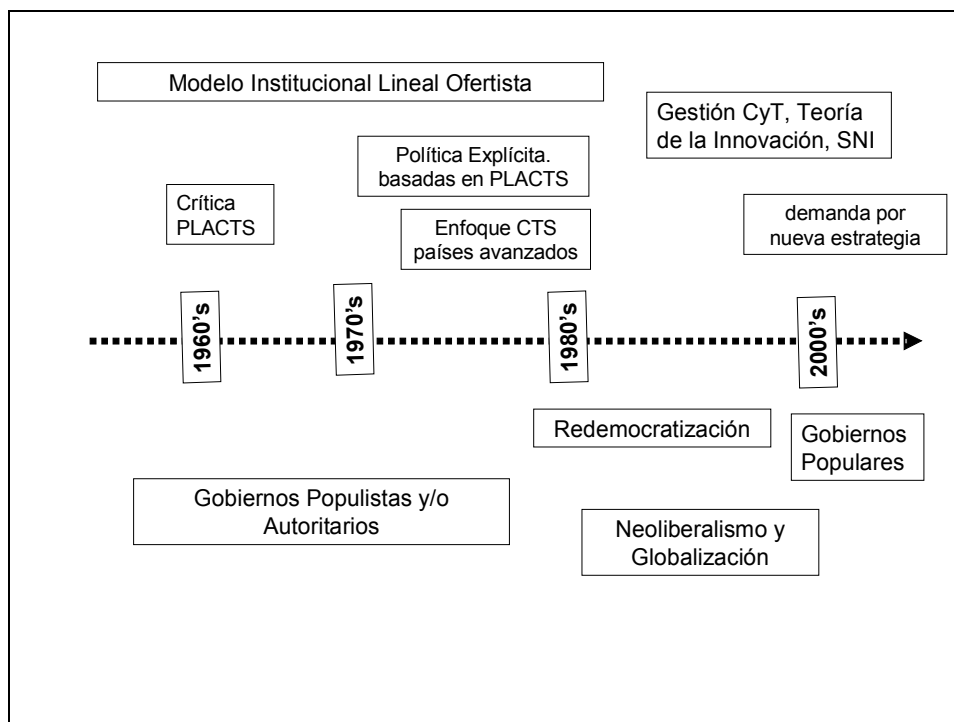 Modelo Institucional Lineal Ofertista
Gestión CyT, Teoría
de la Innovación, SNI
Política Explícita.
basadas en PLACTS
Crítica
PLACTS
Enfoque CTS
países avanzados
demanda por
nueva estrategia
1960's
1970's
1980's
2000's
Redemocratización
Gobiernos
Populares
Gobiernos Populistas y/o
Autoritarios
Neoliberalismo y
Globalización